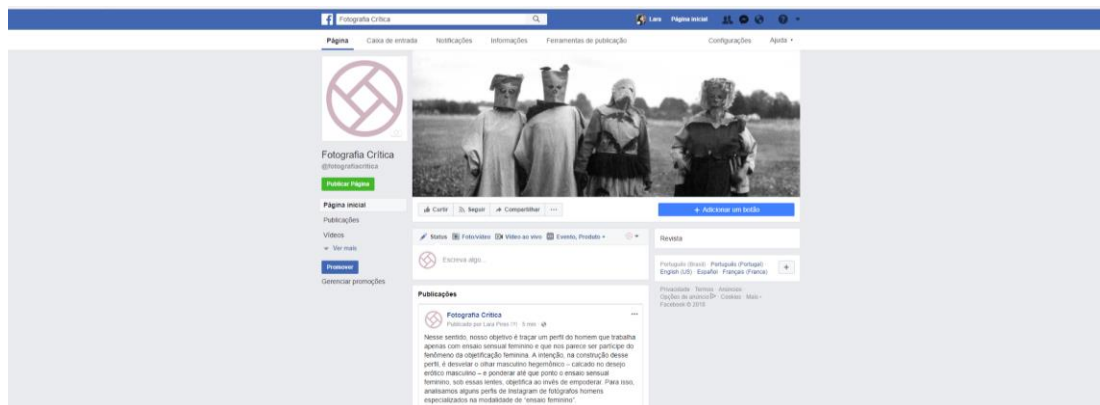 Fotografia Crítica
Lara Página inicial
Página Caixa de entrada Notificações Informações Ferramentas de publicação Configurações Ajuda
Fotografia Crítica
@fotografiacritica
Publicar Página
Página inicial
Publicações
Vídeos
Ver mais
Promover
Gerenciar promoções
Curtir Seguir Compartilhar ...
+ Adicionar um botão
Status Foto/vídeo Vídeo ao vivo Evento, Produto +
Escreva algo...
Revista
Português (Brasil) · Português (Portugal) ·
English (US) · Español · Français (France)
+
Privacidade · Termos · Anúncios ·
Opções de anúncio · Cookies · Mais
Facebook © 2018
Publicações
Fotografia Crítica
Publicado por Lara Pires · 3 min ·
Nesse sentido, nosso objetivo é traçar um perfil do homem que trabalha
apenas com ensaio sensual feminino e que nos parece ser partícipe do
fenômeno da objetificação feminina. A intenção, na construção desse
perfil, é desvelar o olhar masculino hegemônico – calcado no desejo
erótico masculino – e ponderar até que ponto o ensaio sensual
feminino, sob essas lentes, objetifica ao invés de empoderar. Para isso,
analisamos alguns perfis de Instagram de fotógrafos homens
especializados na modalidade de "ensaio feminino".